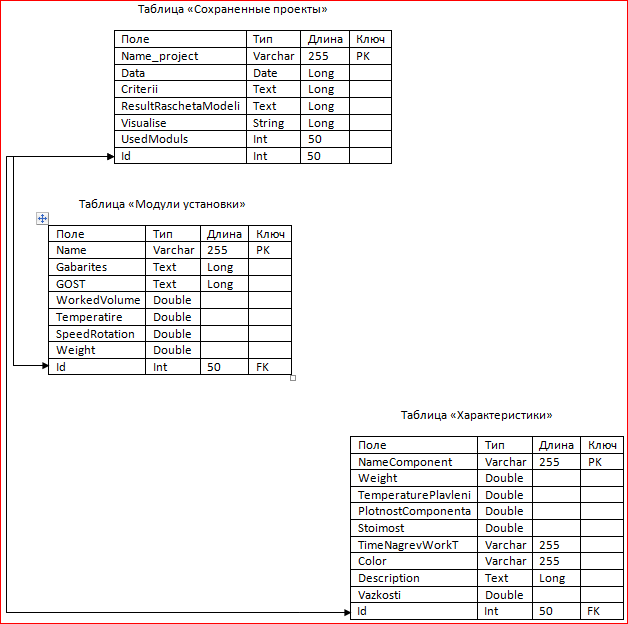 Таблица «Сохраненные проекты»
Поле Тип Длина Ключ
Name_project Varchar 255 PK
Data Date Long
Criterii Text Long
ResultRaschetaModeli Text Long
Visualise String Long
UsedModuls Int 50
Id Int 50
Таблица «Модули установки»
Поле Тип Длина Ключ
Name Varchar 255 PK
Gabarites Text Long
GOST Text Long
WorkedVolume Double
Temperatire Double
SpeedRotation Double
Weight Double
Id Int 50 FK
Таблица «Характеристики»
Поле Тип Длина Ключ
NameComponent Varchar 255 PK
Weight Double
TemperaturePlavleni Double
PlotnostComponenta Double
Stoimost Double
TimeNagrevWorkT Varchar 255
Color Varchar 255
Description Text Long
Vazkosti Double
Id Int 50 FK